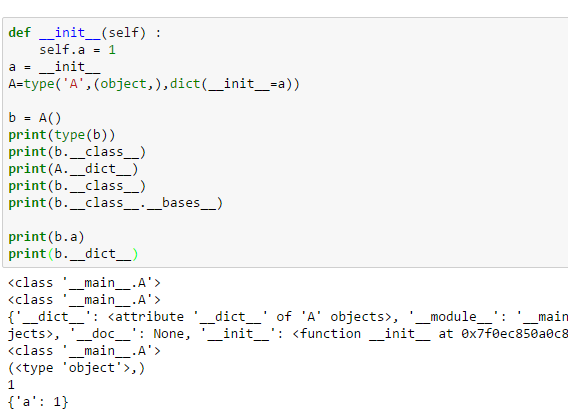 def __init__(self) :
    self.a = 1
a = __init__
A=type('A',(object,),dict(__init__=a))
b = A()
print(type(b))
print(b.__class__)
print(A.__dict__)
print(b.__class__)
print(b.__class__.__bases__)
print(b.a)
print(b.__dict__)
<class '__main__.A'>
<class '__main__.A'>
{'__dict__': <attribute '__dict__' of 'A' objects>, '__module__': '__main
jects>, '__doc__': None, '__init__': <function __init__ at 0x7f0ec850a0c8
<class '__main__.A'>
(<type 'object'>,)
1
{'a': 1}